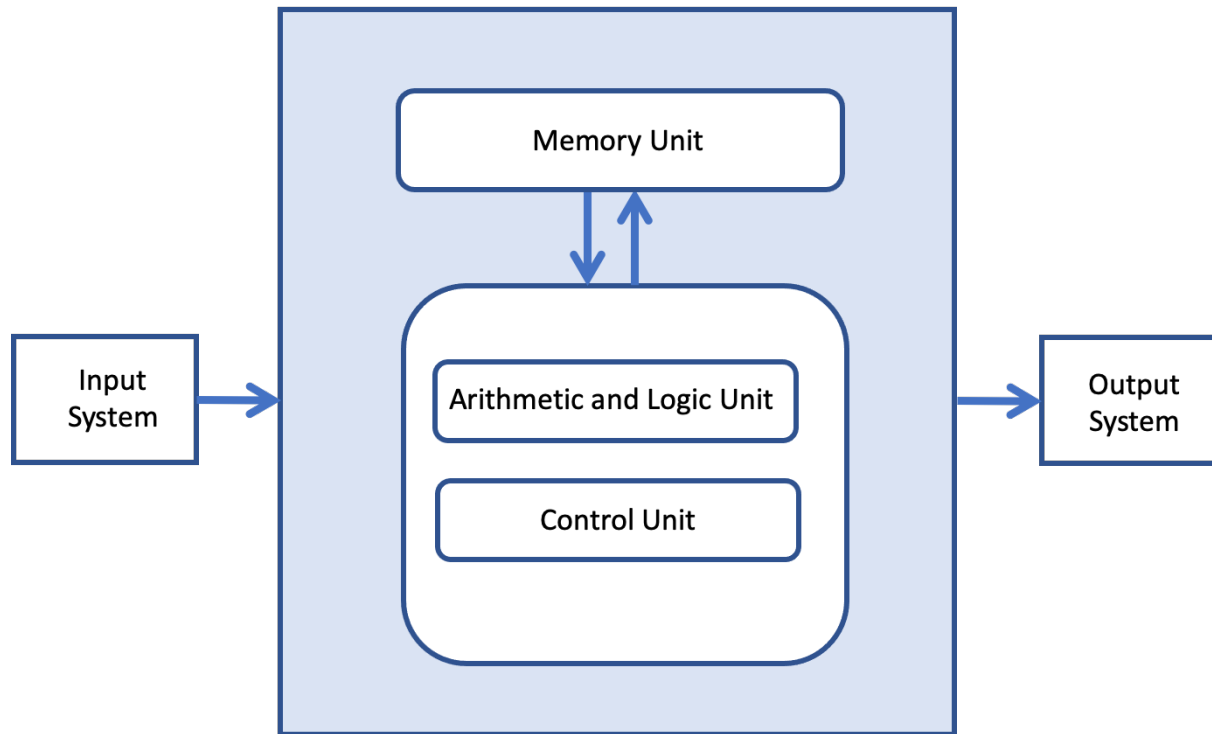 Memory Unit
Input
System
Arithmetic and Logic Unit
Control Unit
Output
System